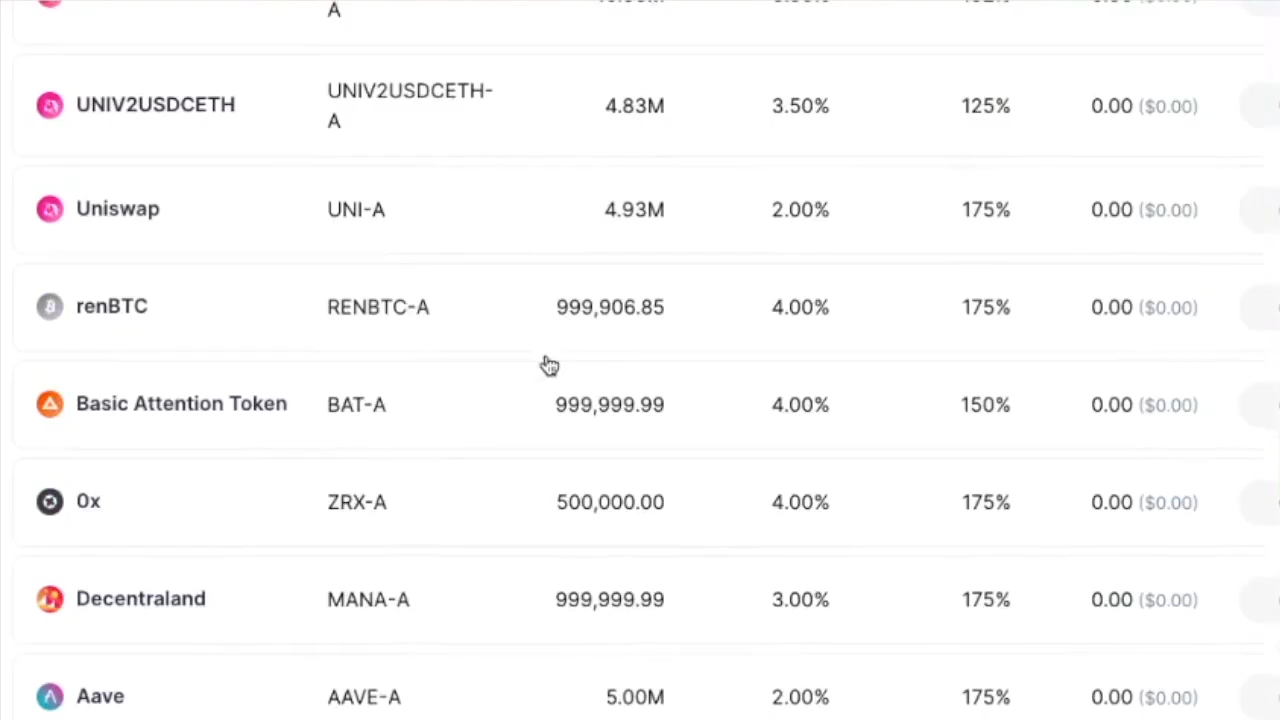 A
UNIV2USDCETH UNIV2USDCETH-
A 4.83M 3.50% 125% 0.00 ($0.00)
Uniswap UNI-A 4.93M 2.00% 175% 0.00 ($0.00)
renBTC RENBTC-A 999,906.85 4.00% 175% 0.00 ($0.00)
Basic Attention Token BAT-A 999,999.99 4.00% 150% 0.00 ($0.00)
0x ZRX-A 500,000.00 4.00% 175% 0.00 ($0.00)
Decentraland MANA-A 999,999.99 3.00% 175% 0.00 ($0.00)
Aave AAVE-A 5.00M 2.00% 175% 0.00 ($0.00)